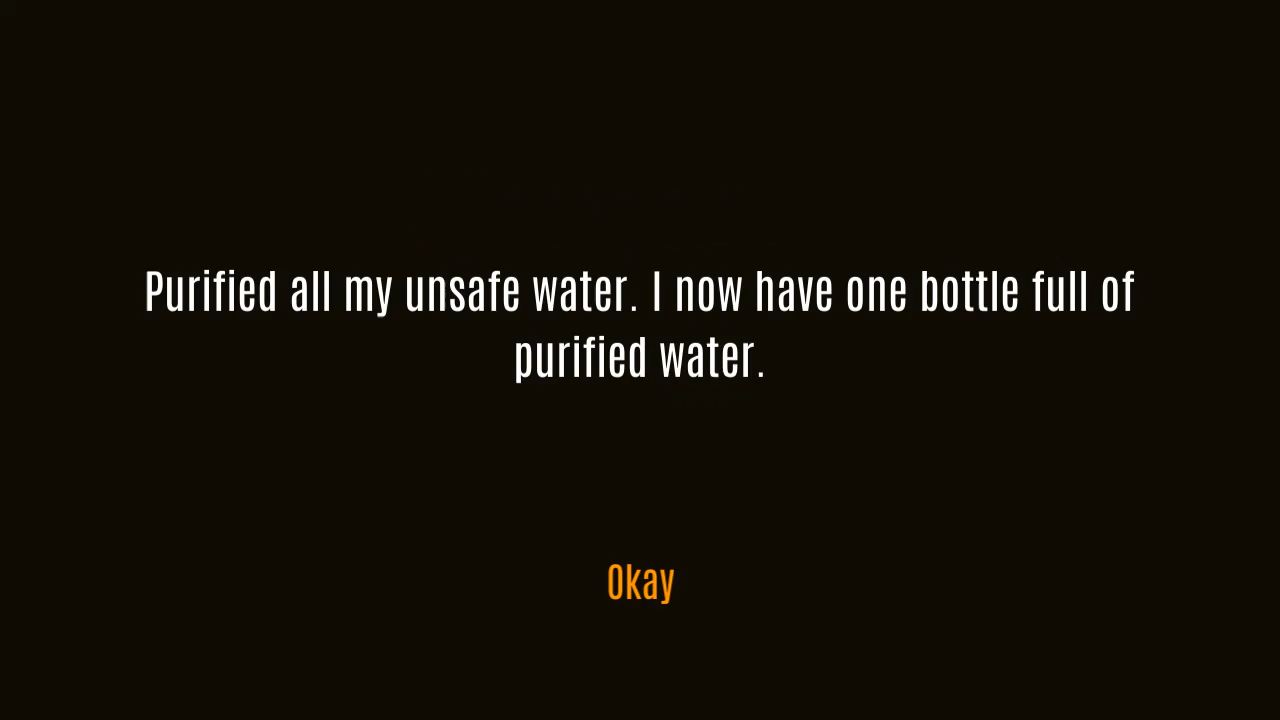 Purified all my unsafe water. I now have one bottle full of
purified water.
Okay